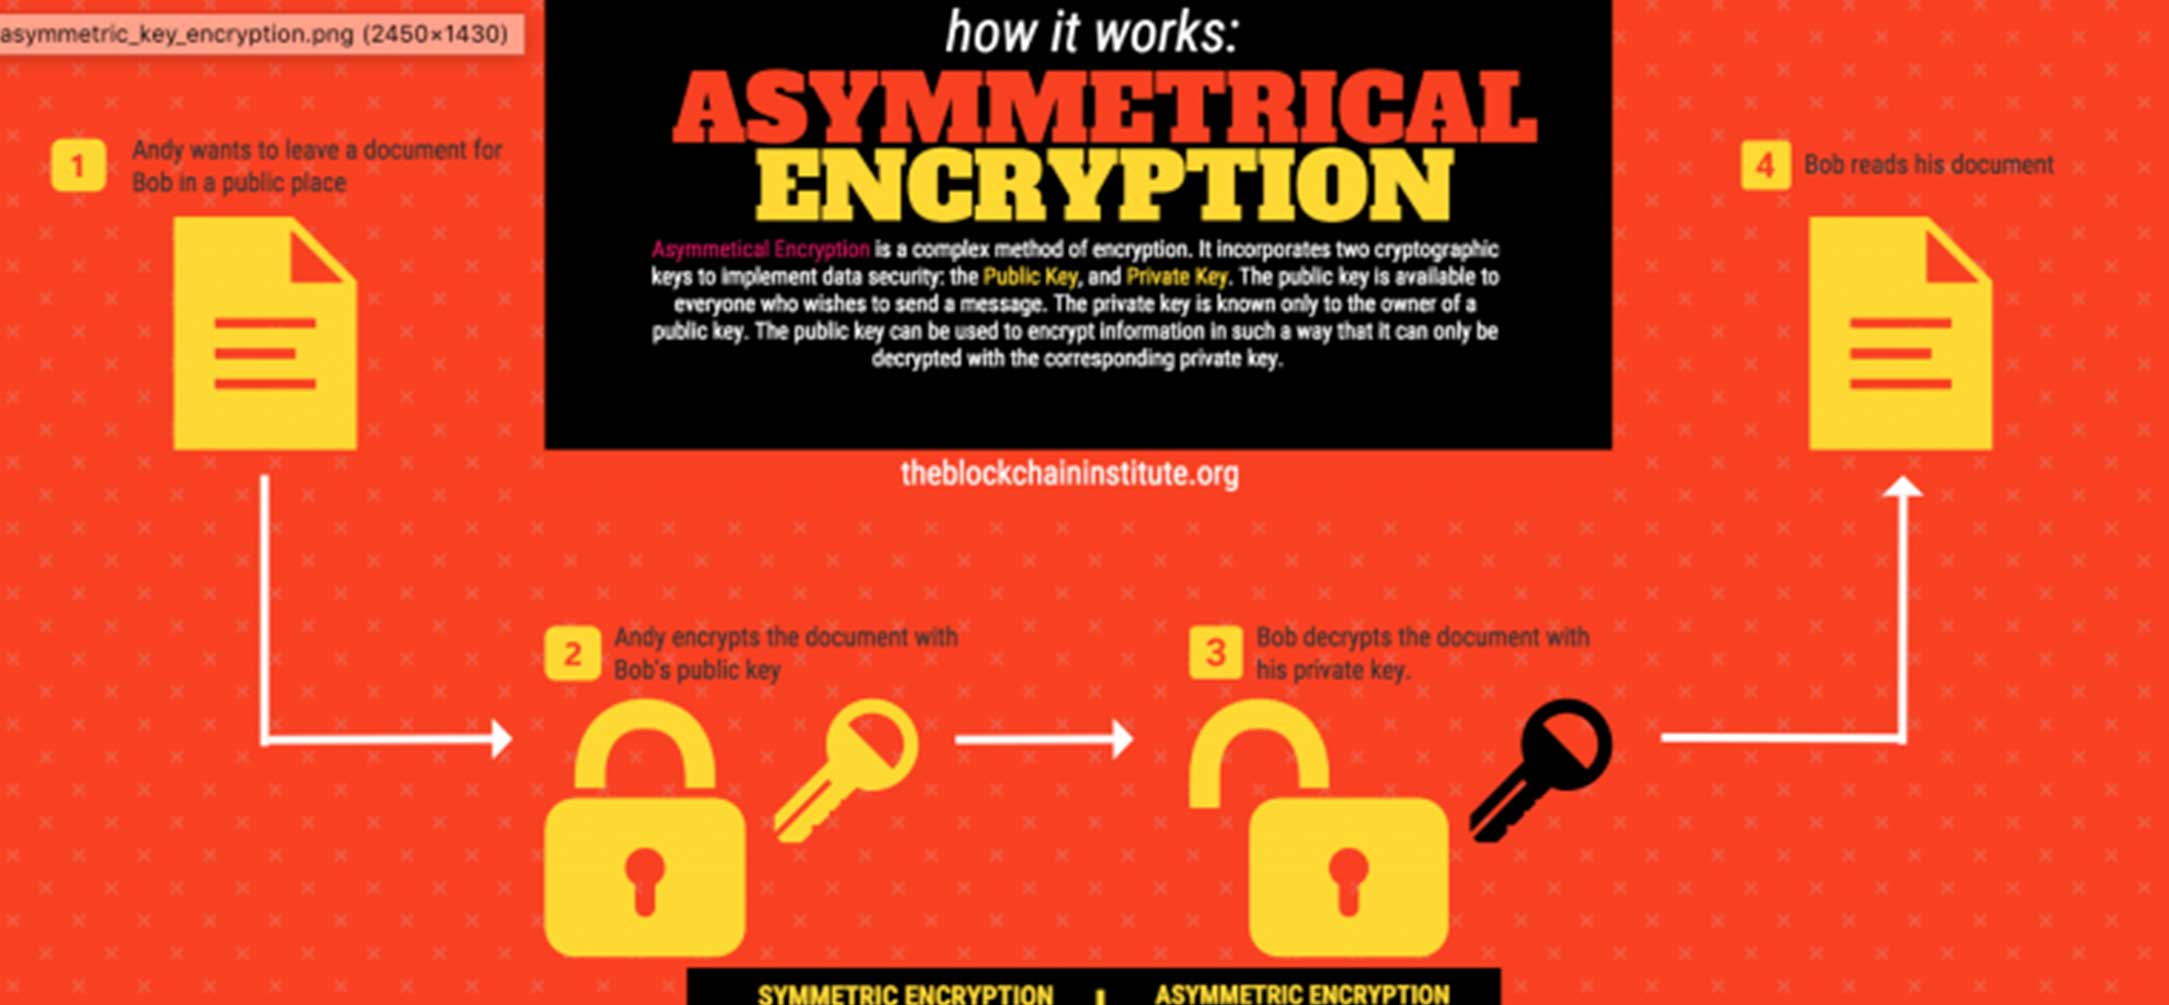 asymmetric_key_encryption.png (2450×1430)
how it works:
ASYMMETRICAL
ENCRYPTION
Asymmetical Encryption is a complex method of encryption. It incorporates two cryptographic
keys to implement data security: the Public Key, and Private Key. The public key is available to
everyone who wishes to send a message. The private key is known only to the owner of a
public key. The public key can be used to encrypt information in such a way that it can only be
decrypted with the corresponding private key.
theblockchaininstitute.org
1
Andy wants to leave a document for
Bob in a public place
2
Andy encrypts the document with
Bob's public key
3
Bob decrypts the document with
his private key.
4
Bob reads his document
SYMMETRIC ENCRYPTION
ASYMMETRIC ENCRYPTION